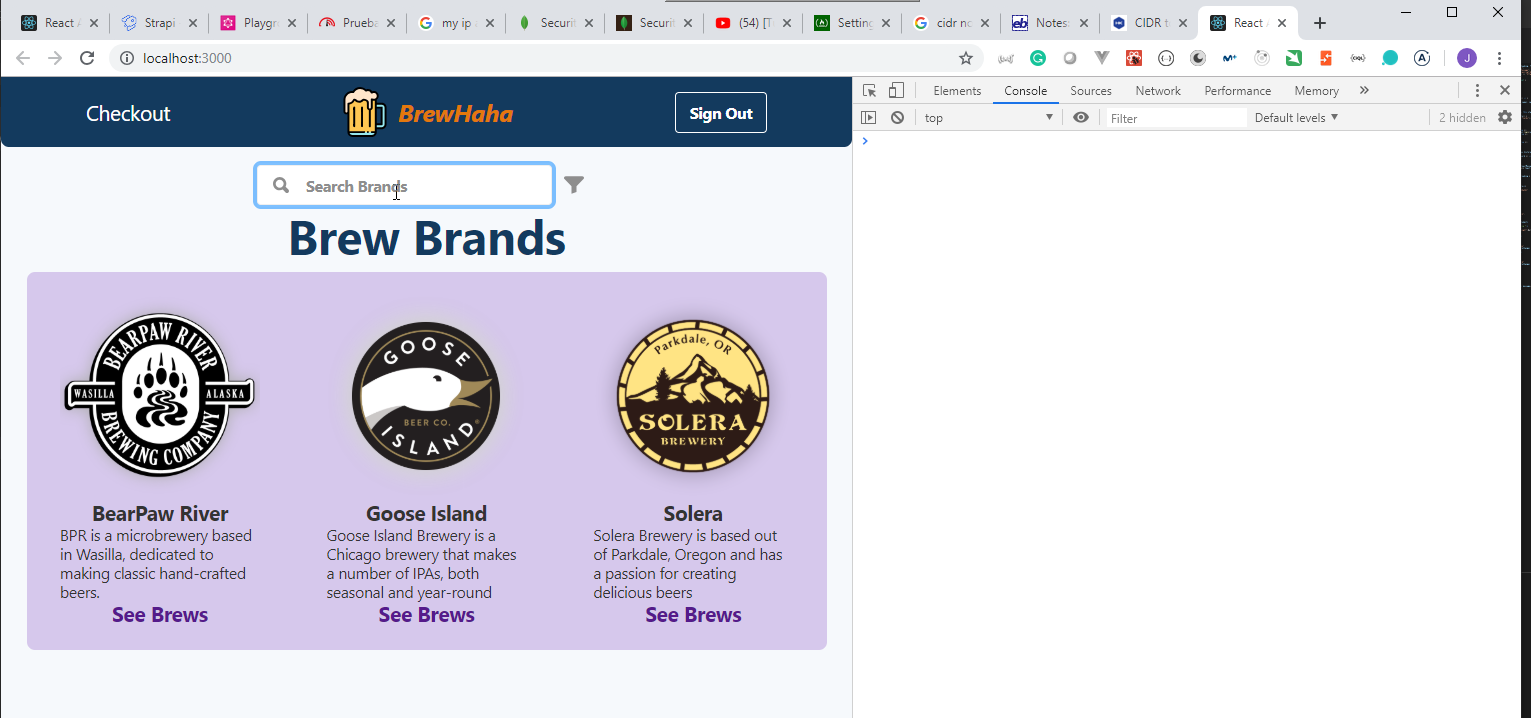 React A
Strapi
Playgr
Prueba
my ip A
Securit
Securit
(54) [T
Setting
cidr no
Notes:
CIDR t
React A
localhost:3000
J
Elements Console Sources Network Performance Memory
top Filter Default levels 2 hidden
Checkout
BrewHaha
Sign Out
Search Brands
Brew Brands
BEARPAW RIVER
WASILLA ALASKA
BREWING COMPANY
GOOSE
BEER CO.
ISLAND
Parkdale, OR
SOLERA
BREWERY
BearPaw River
BPR is a microbrewery based
in Wasilla, dedicated to
making classic hand-crafted
beers.
See Brews
Goose Island
Goose Island Brewery is a
Chicago brewery that makes
a number of IPAs, both
seasonal and year-round
See Brews
Solera
Solera Brewery is based out
of Parkdale, Oregon and has
a passion for creating
delicious beers
See Brews